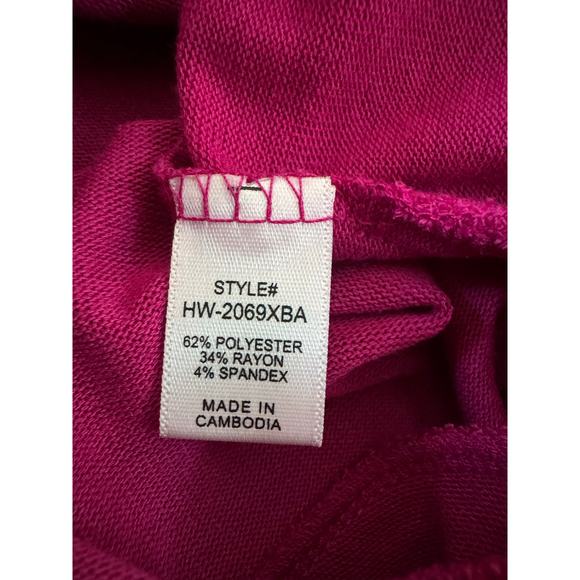 STYLE#
HW-2069XBA
62% POLYESTER
34% RAYON
4% SPANDEX
MADE IN
CAMBODIA